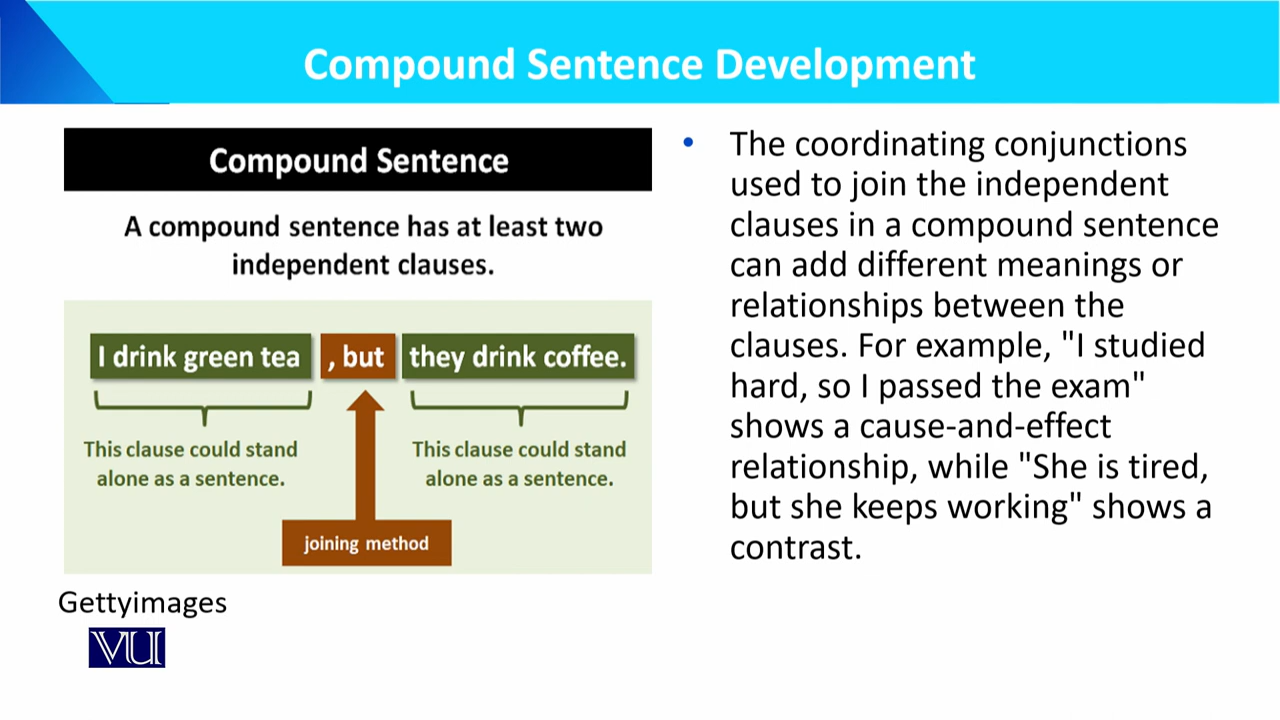 Compound Sentence Development
Compound Sentence
A compound sentence has at least two
independent clauses.
I drink green tea , but they drink coffee.
This clause could stand
alone as a sentence.
This clause could stand
alone as a sentence.
joining method
Gettyimages
VU
• The coordinating conjunctions
used to join the independent
clauses in a compound sentence
can add different meanings or
relationships between the
clauses. For example, "I studied
hard, so I passed the exam"
shows a cause-and-effect
relationship, while "She is tired,
but she keeps working" shows a
contrast.